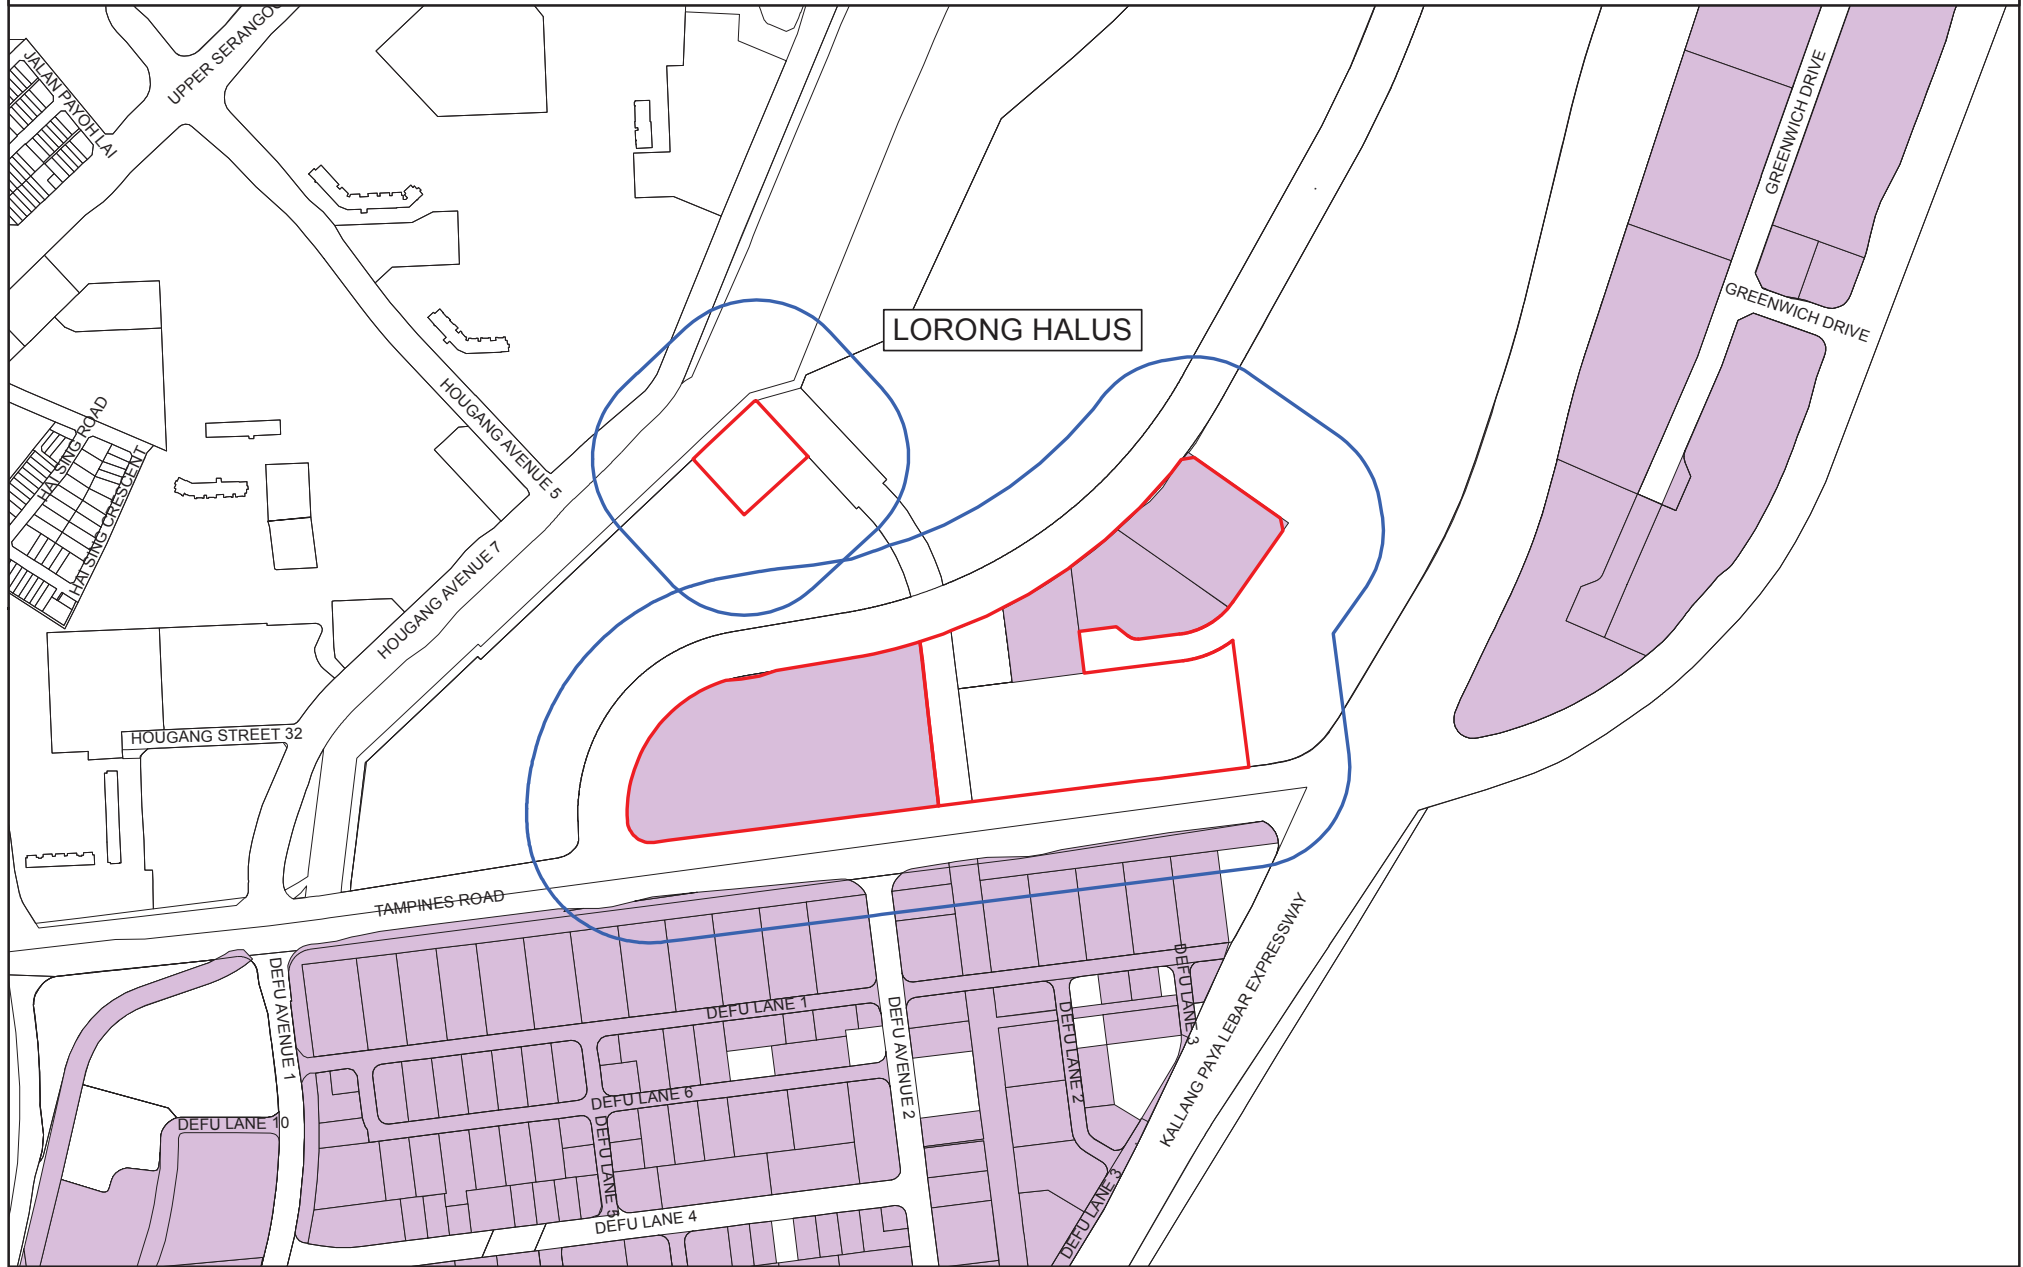 UPPER SERANGOO
JALAN PAYOH LAI
GREENWICH DRIVE
GREENWICH DRIVE
LORONG HALUS
HOUGANG AVENUE 5
HAI SING ROAD
HAI SING CRESCENT
HOUGANG AVENUE 7
HOUGANG STREET 32
TAMPINES ROAD
KALANG PAYA LEBAR EXPRESSWAY
DEFU AVENUE 1
DEFU LANE 1
DEFU AVENUE 2
DEFU LANE 2
DEFU LANE 3
DEFU LANE 6
DEFU LANE 10
DEFU LANE 5
DEFU LANE 4
DEFU LANE 3